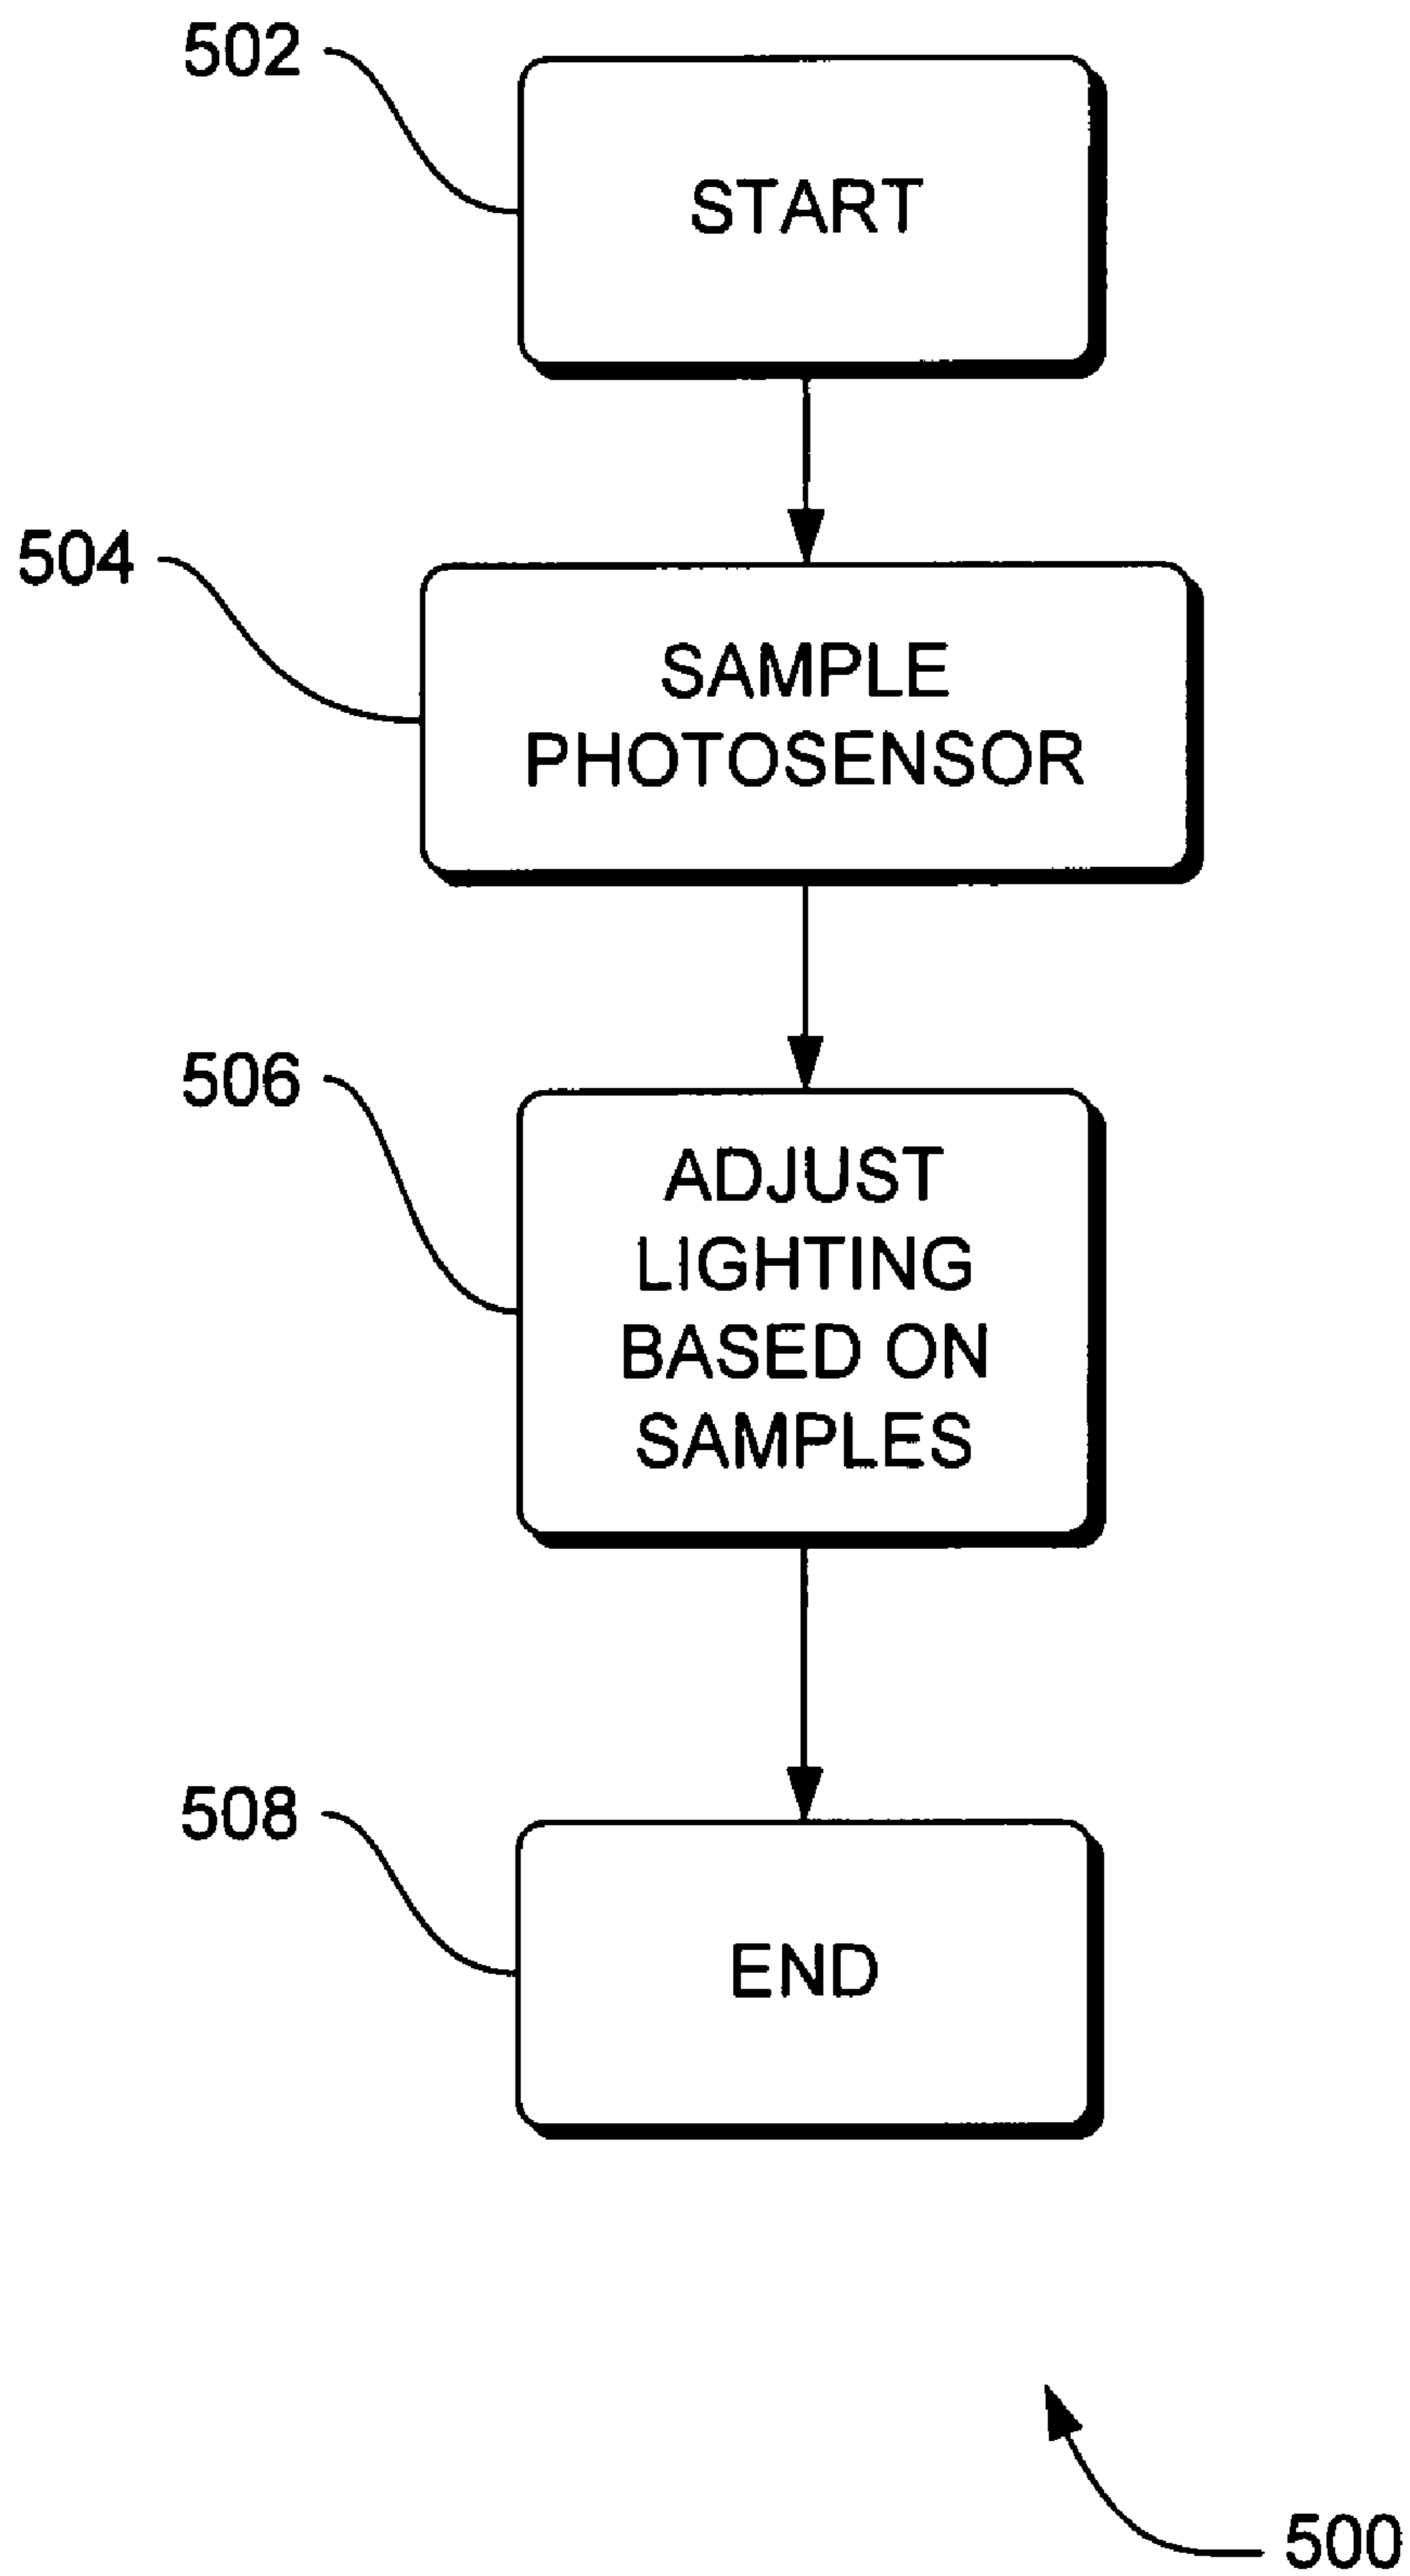 502
START
504
SAMPLE
PHOTOSENSOR
506
ADJUST
LIGHTING
BASED ON
SAMPLES
508
END
500